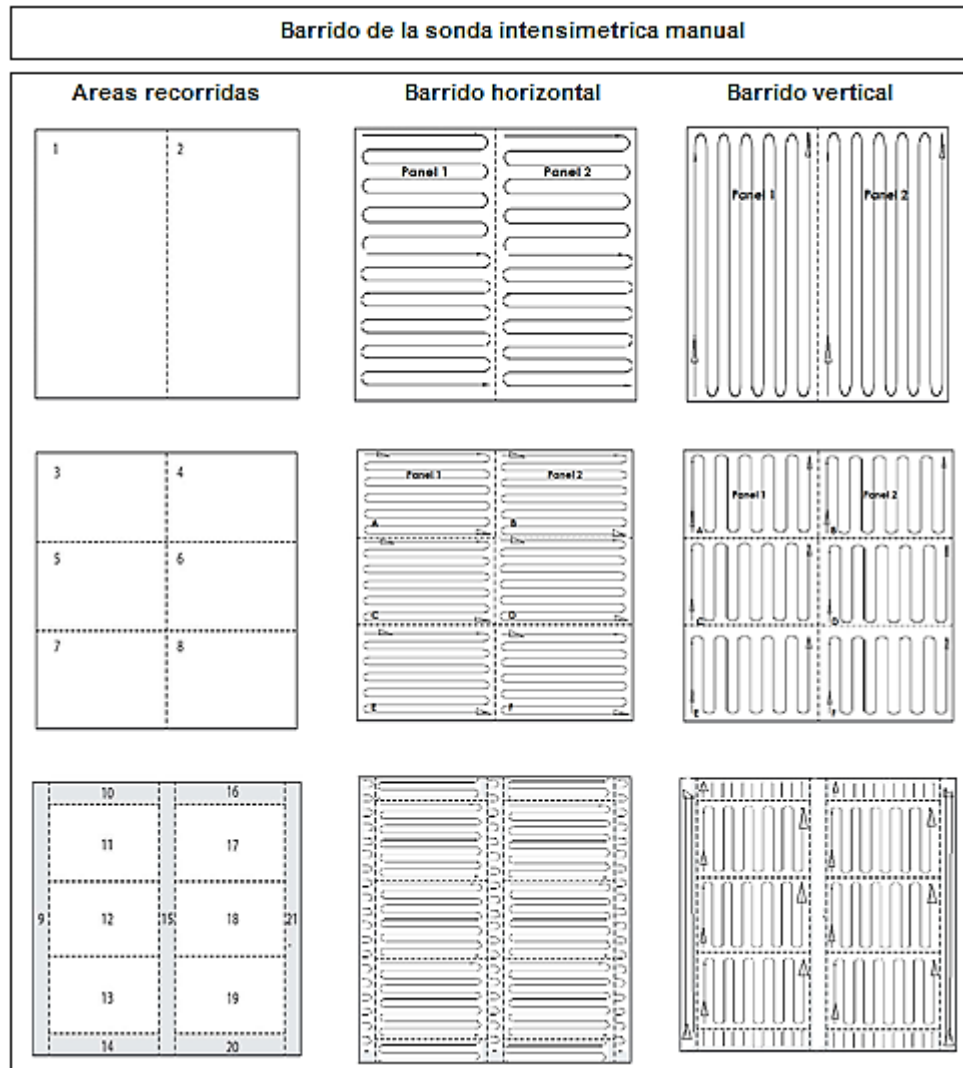 Barrido de la sonda intensimetrica manual
Areas recorridas
Barrido horizontal
Barrido vertical
1
2
Panel 1
Panel 2
Panel 1
Panel 2
3
4
5
6
7
8
Panel 1
Panel 2
A
B
C
D
E
F
Panel 1
Panel 2
A
B
C
D
E
F
10
16
11
17
9
12
15
18
21
13
19
14
20